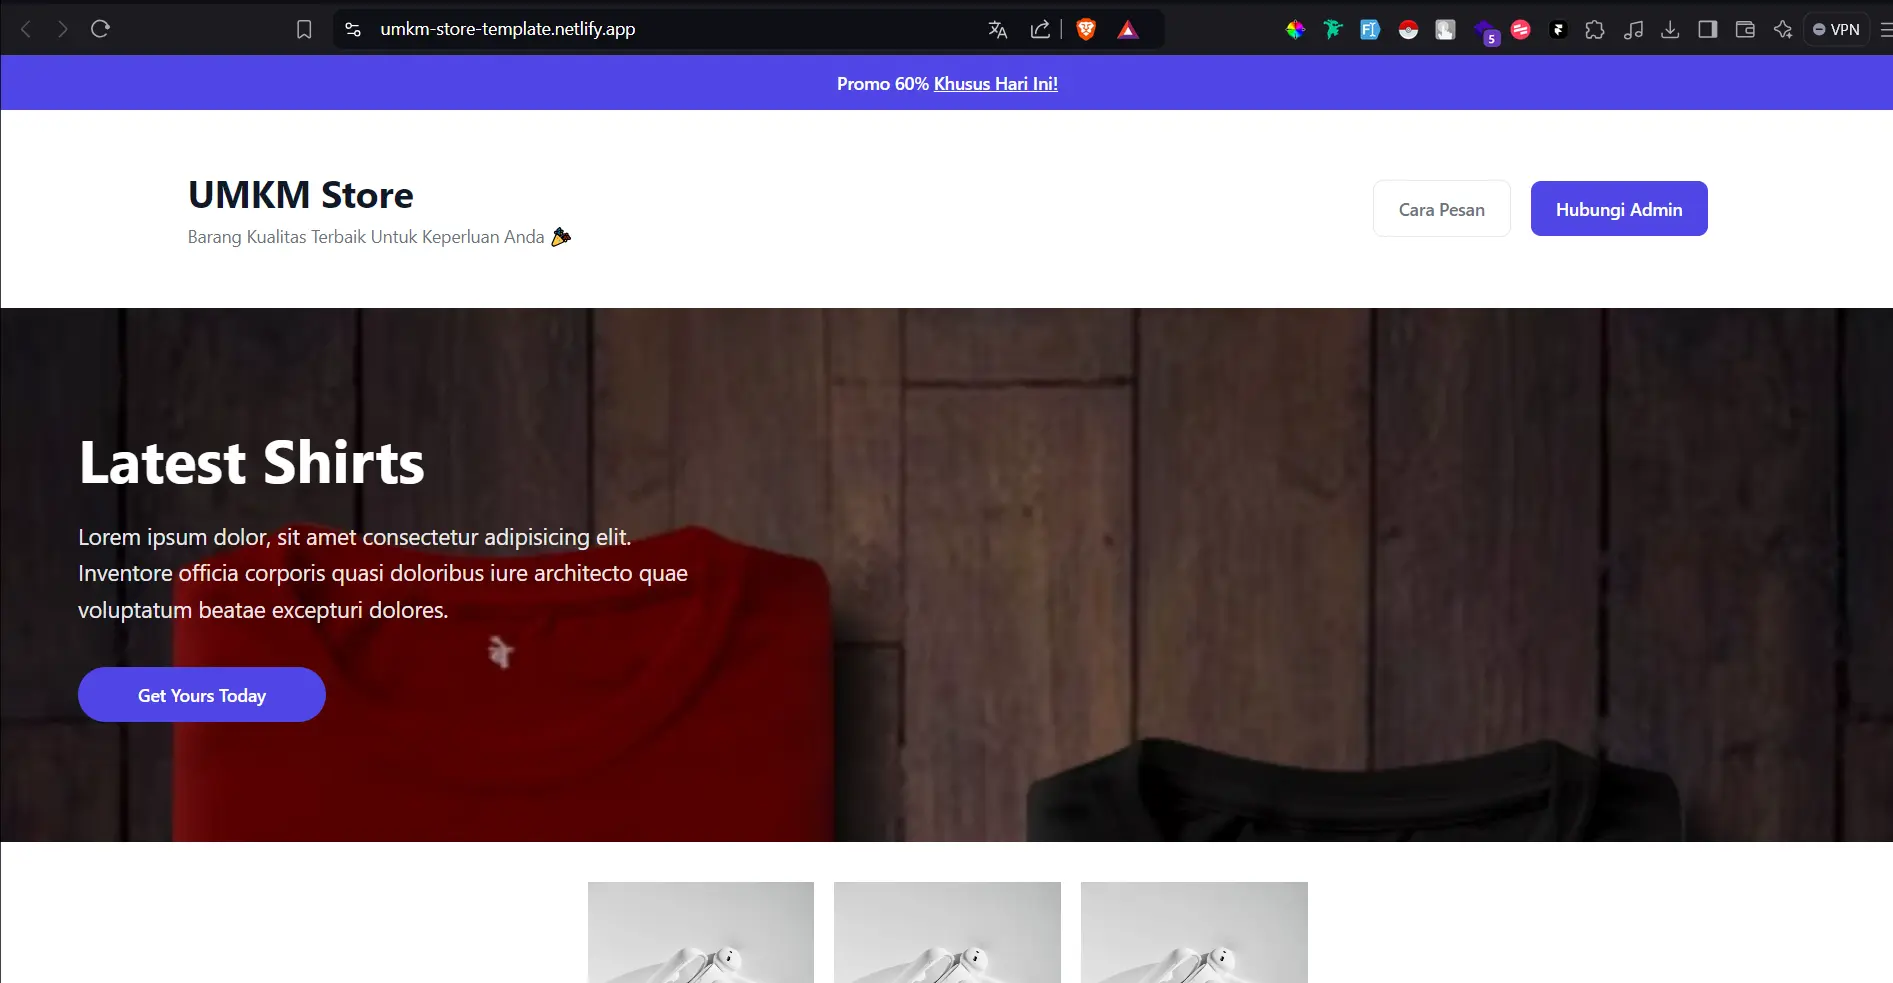 umkm-store-template.netlify.app
5
VPN
Promo 60% Khusus Hari Ini!
UMKM Store
Barang Kualitas Terbaik Untuk Keperluan Anda 🎉
Cara Pesan
Hubungi Admin
Latest Shirts
Lorem ipsum dolor, sit amet consectetur adipisicing elit.
Inventore officia corporis quasi doloribus iure architecto quae
voluptatum beatae excepturi dolores.
Get Yours Today